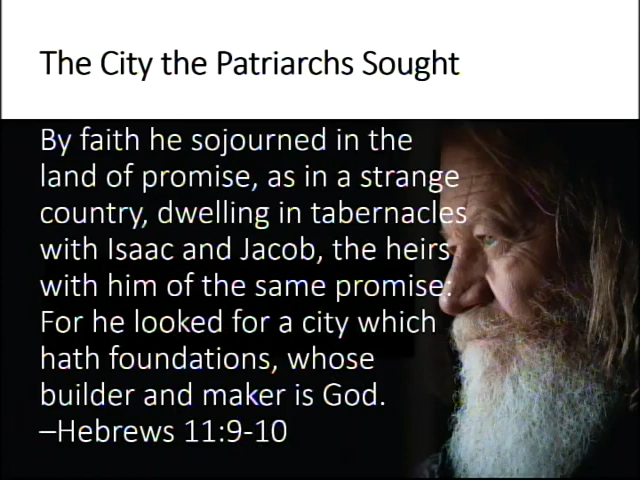 The City the Patriarchs Sought
By faith he sojourned in the
land of promise, as in a strange
country, dwelling in tabernacles
with Isaac and Jacob, the heirs
with him of the same promise:
For he looked for a city which
hath foundations, whose
builder and maker is God.
–Hebrews 11:9-10